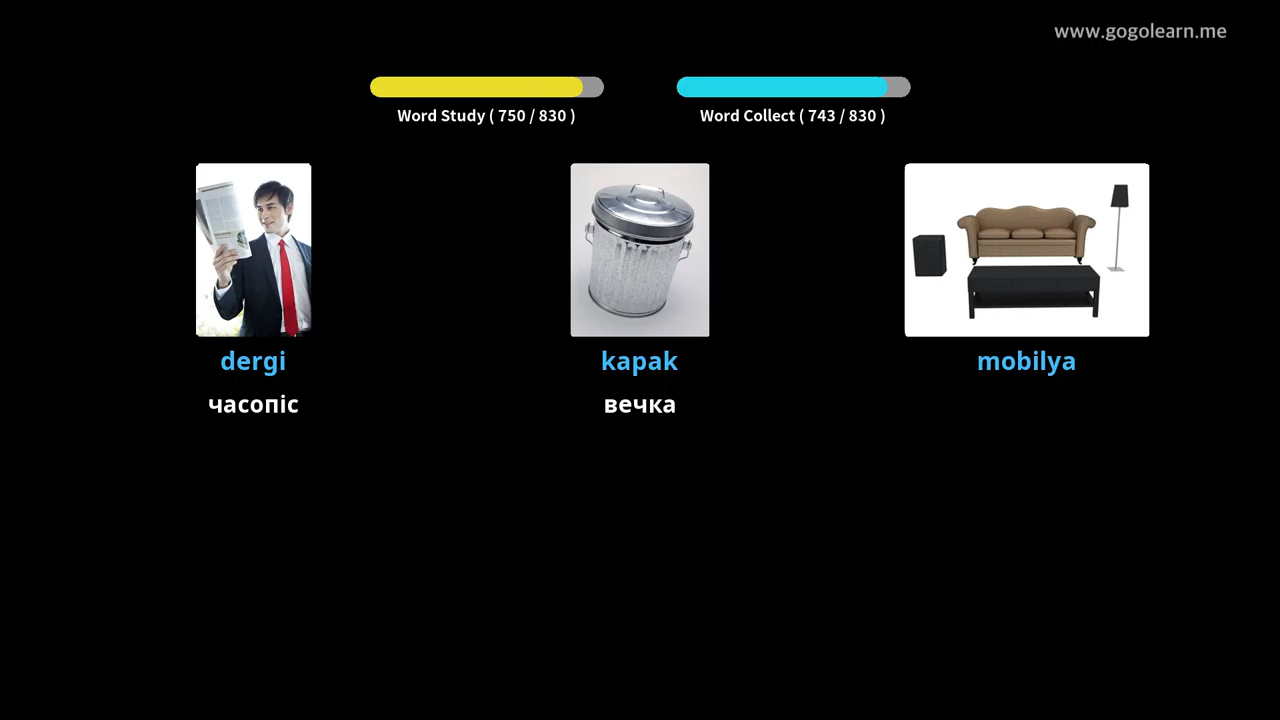 www.gogolearn.me
Word Study ( 750 / 830 )
Word Collect ( 743 / 830 )
dergi
kapak
mobilya
часопіс
вечка